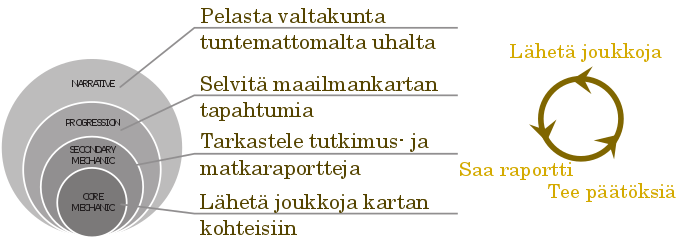 NARRATIVE
PROGRESSION
SECONDARY
MECHANIC
CORE
MECHANIC
Pelasta valtakunta
tuntemattomalta uhalta
Selvitä maailmankartan
tapahtumia
Tarkastele tutkimus- ja
matkaraportteja
Lähetä joukkoja kartan
kohteisiin
Lähetä joukkoja
Saa raportti
Tee päätöksiä